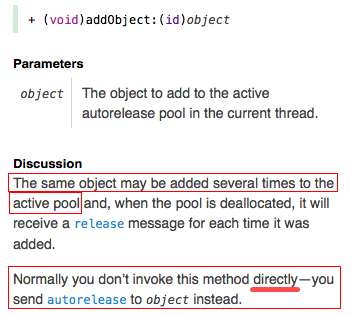 + (void)addObject:(id)object
Parameters
object The object to add to the active
autorelease pool in the current thread.
Discussion
The same object may be added several times to the
active pool and, when the pool is deallocated, it will
receive a release message for each time it was
added.
Normally you don’t invoke this method directly—you
send autorelease to object instead.